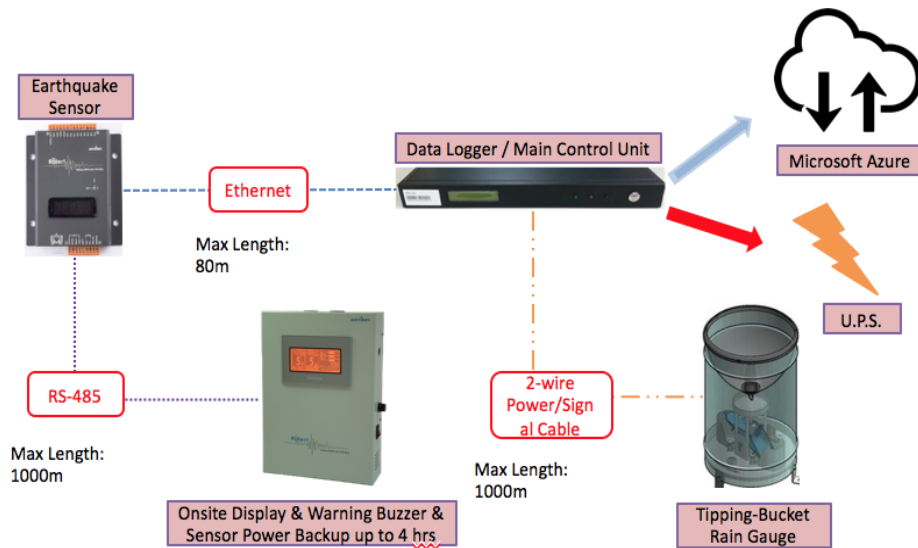 Earthquake
Sensor
Data Logger / Main Control Unit
Microsoft Azure
Ethernet
Max Length:
80m
U.P.S.
RS-485
Max Length:
1000m
2-wire
Power/Sign
al Cable
Max Length:
1000m
Onsite Display & Warning Buzzer &
Sensor Power Backup up to 4 hrs
Tipping-Bucket
Rain Gauge